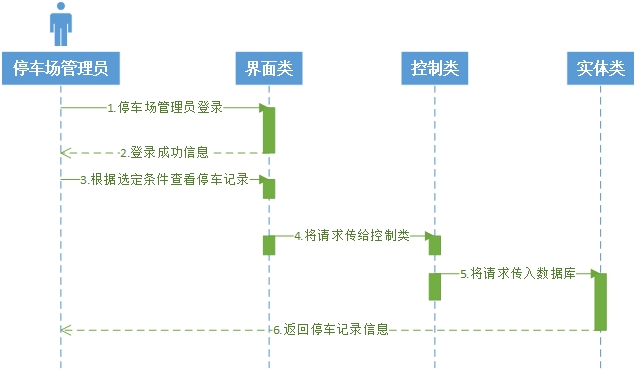 停车场管理员
界面类
控制类
实体类
1.停车场管理员登录
2.登录成功信息
3.根据选定条件查看停车记录
4.将请求传给控制类
5.将请求传入数据库
6.返回停车记录信息